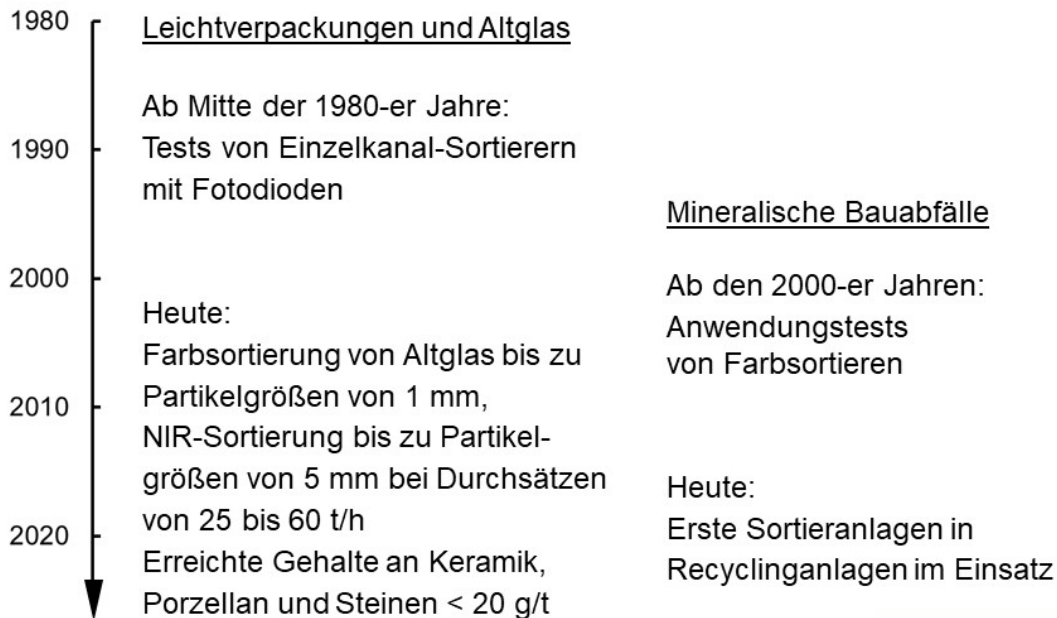 1980
1990
2000
2010
2020
Leichtverpackungen und Altglas
Ab Mitte der 1980-er Jahre:
Tests von Einzelkanal-Sortierern
mit Fotodioden
Heute:
Farbsortierung von Altglas bis zu
Partikelgrößen von 1 mm,
NIR-Sortierung bis zu Partikel-
größen von 5 mm bei Durchsätzen
von 25 bis 60 t/h
Erreichte Gehalte an Keramik,
Porzellan und Steinen < 20 g/t
Mineralische Bauabfälle
Ab den 2000-er Jahren:
Anwendungstests
von Farbsortieren
Heute:
Erste Sortieranlagen in
Recyclinganlagen im Einsatz